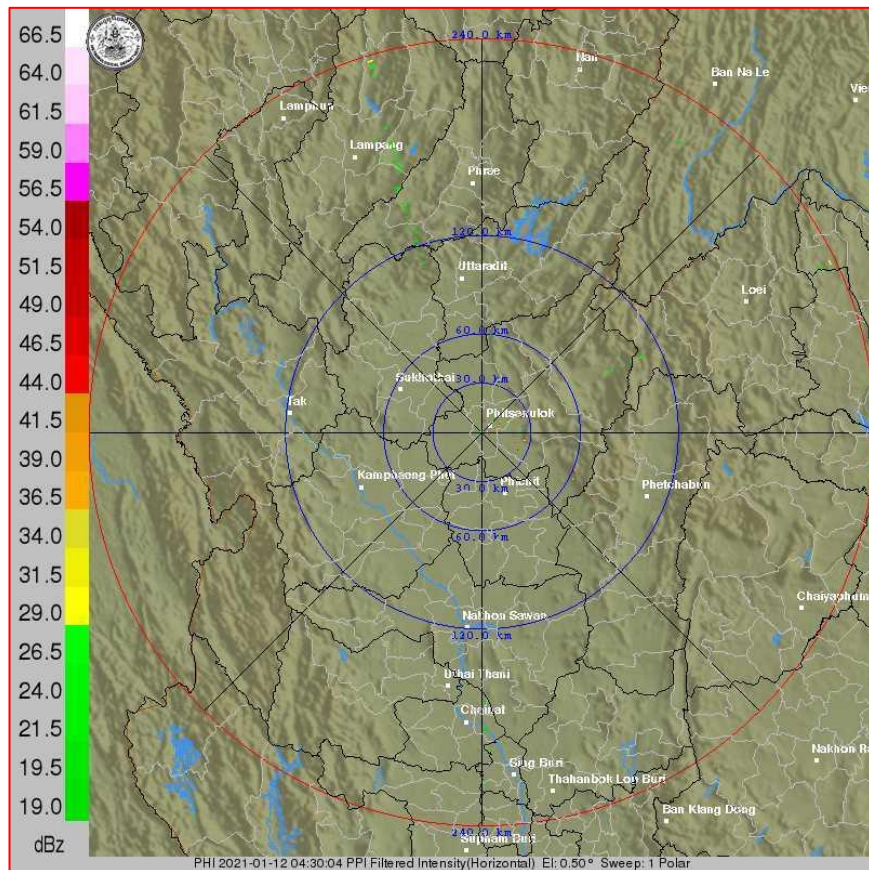 66.5
64.0
61.5
59.0
56.5
54.0
51.5
49.0
46.5
44.0
41.5
39.0
36.5
34.0
31.5
29.0
26.5
24.0
21.5
19.5
19.0
dBz
240.0 km
Nan
Ban Na Le
Lamphun
Lampang
Phrae
120.0 km
Uttaradit
Loei
60.0 km
30.0 km
Sukhothai
Tak
Phitsanulok
Kamphaeng Phet
30.0 km
Phichit
Phetchabun
60.0 km
Chaiyaphum
Nakhon Sawan
120.0 km
Uthai Thani
Chainat
Sing Buri
Nakhon Ra
Thahanbok Lop Buri
Ban Klang Dong
240.0 km
Suphan Buri
PHI 2021-01-12 04:30:04 PPI Filtered Intensity(Horizontal) El: 0.50° Sweep: 1 Polar